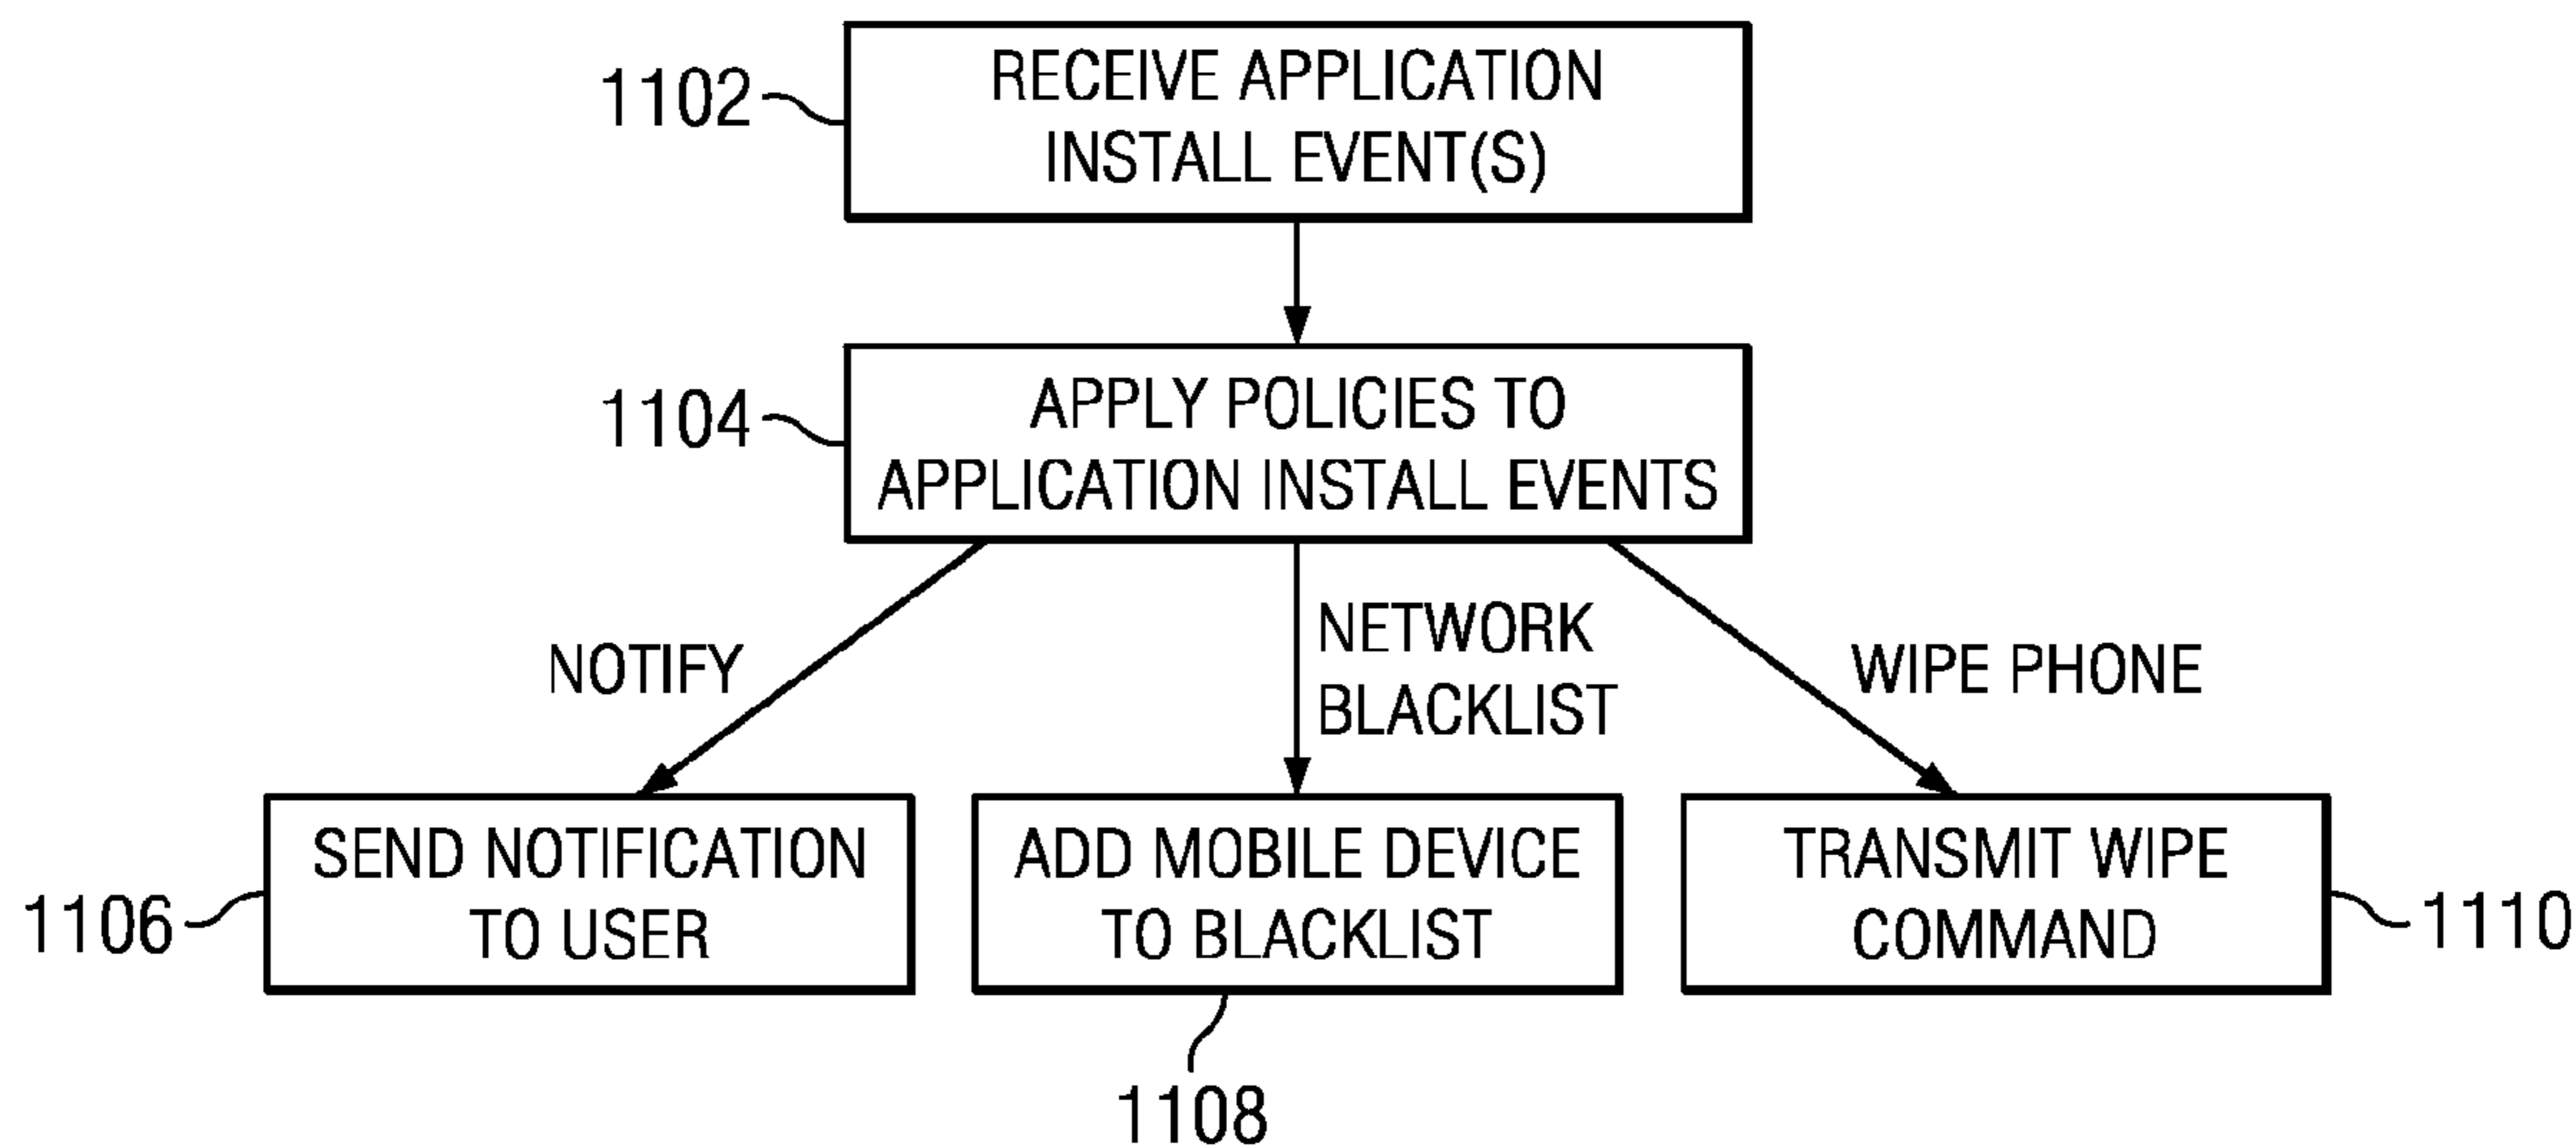 1102
RECEIVE APPLICATION
INSTALL EVENT(S)
1104
APPLY POLICIES TO
APPLICATION INSTALL EVENTS
NOTIFY
NETWORK
BLACKLIST
WIPE PHONE
1106
SEND NOTIFICATION
TO USER
ADD MOBILE DEVICE
TO BLACKLIST
TRANSMIT WIPE
COMMAND
1110
1108